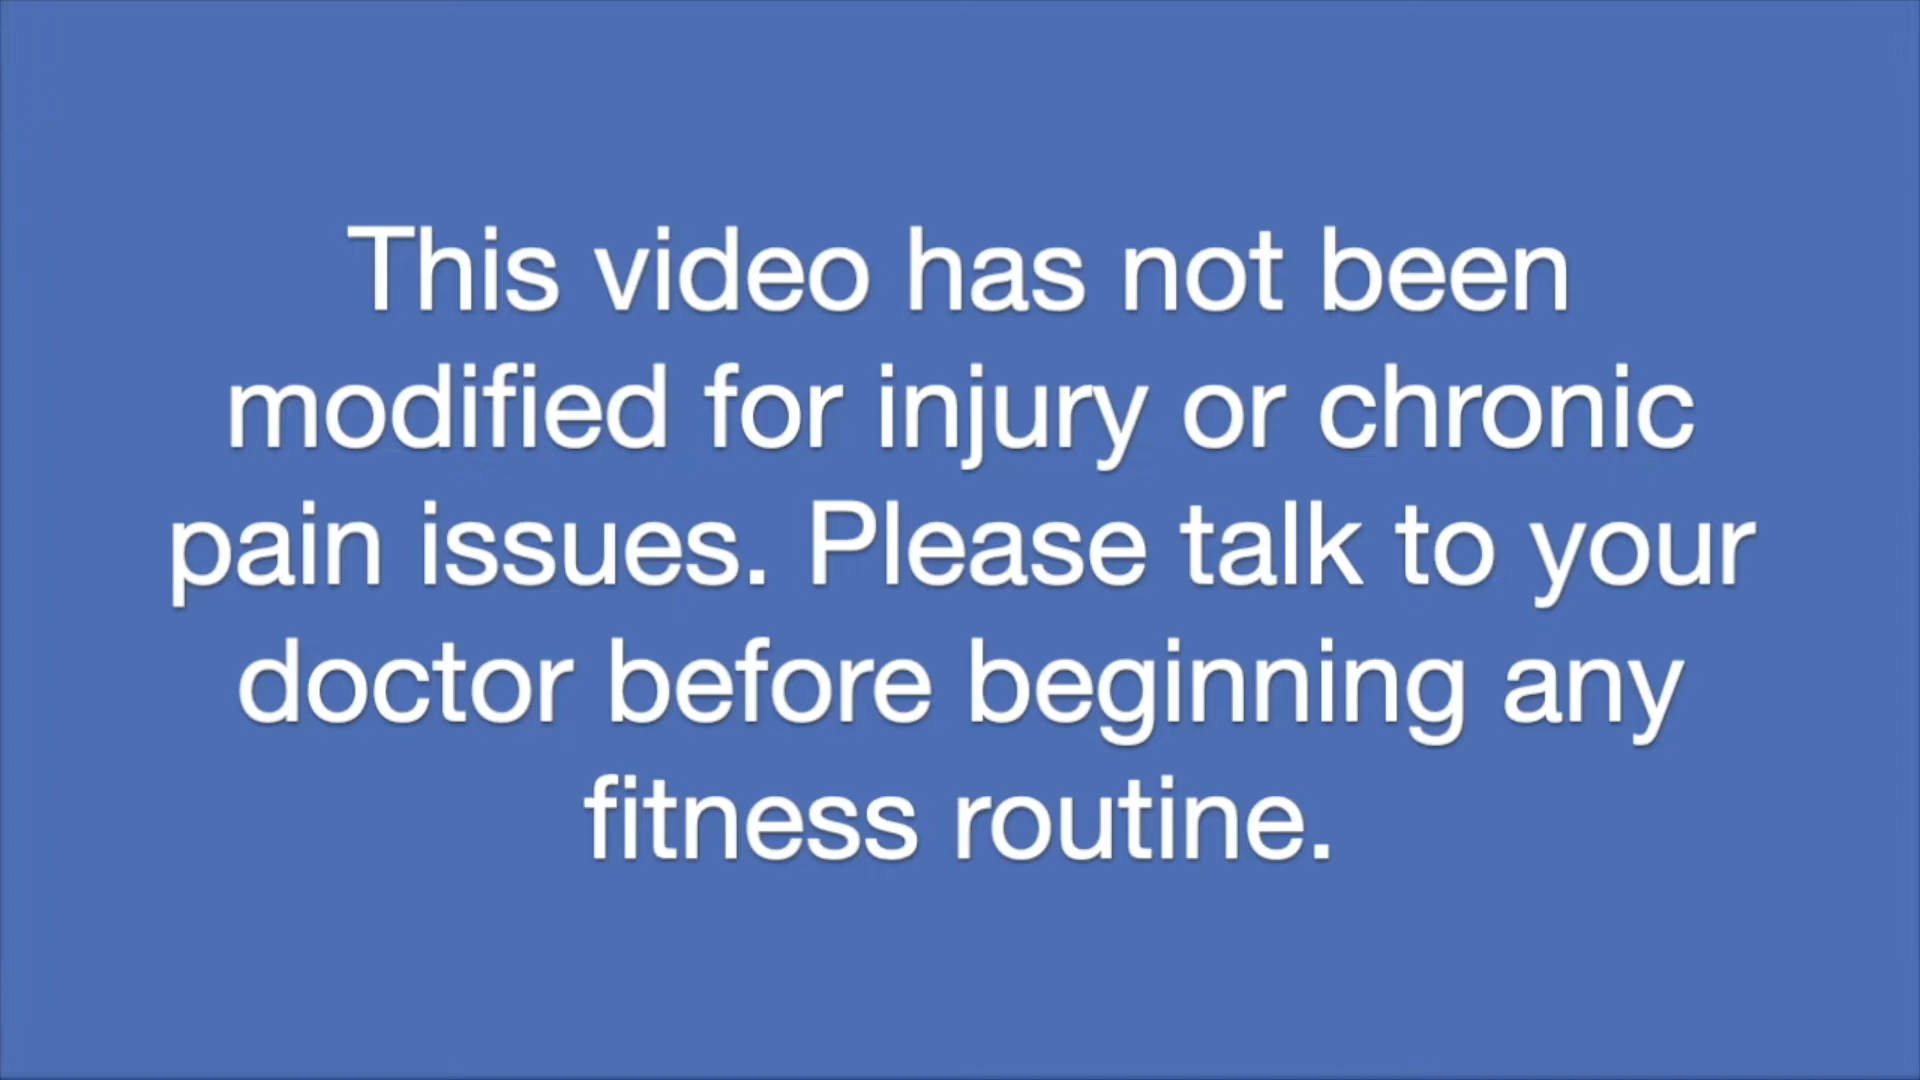 This video has not been
modified for injury or chronic
pain issues. Please talk to your
doctor before beginning any
fitness routine.